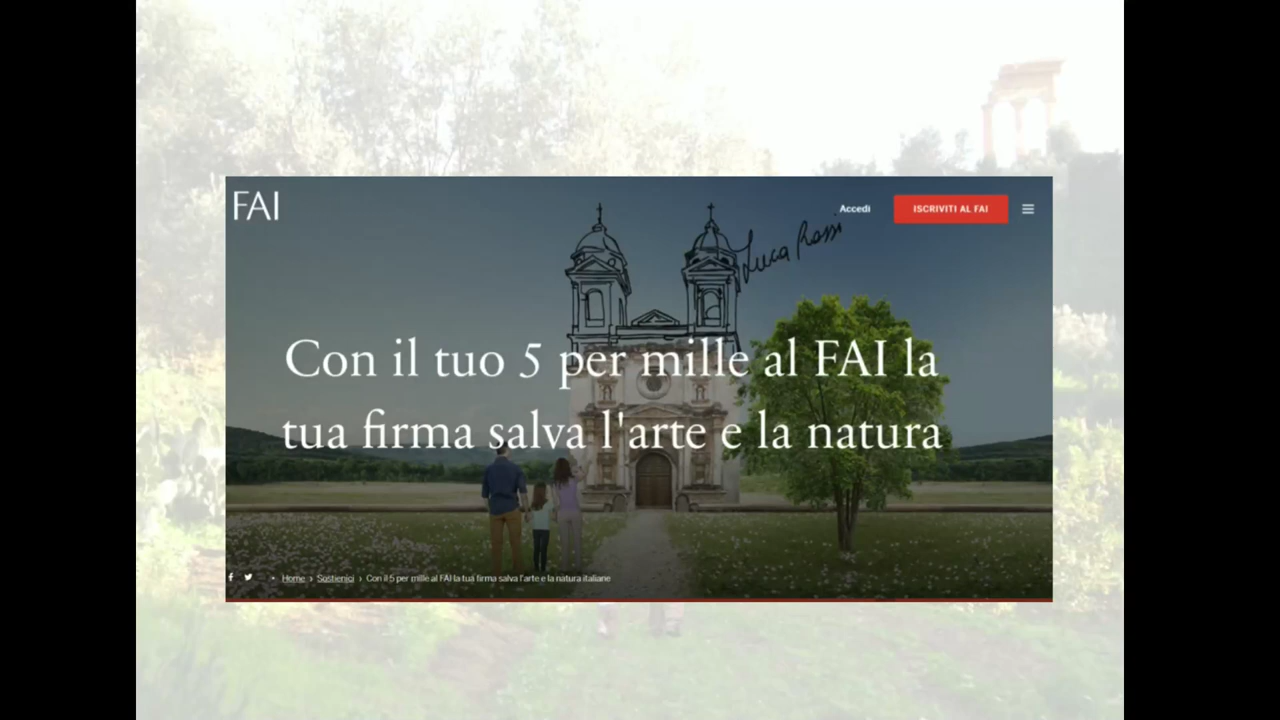 FAI
Accedi
ISCRIVITI AL FAI
Luca Rossi
Con il tuo 5 per mille al FAI la
tua firma salva l'arte e la natura
Home › Sostienici › Con il 5 per mille al FAI la tua firma salva l'arte e la natura italiane